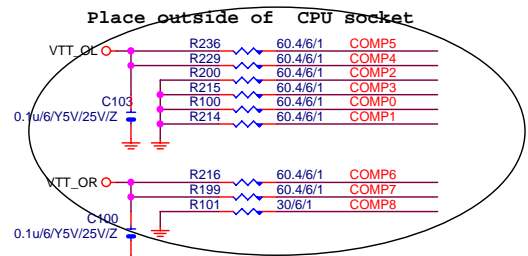 Place outside of CPU socket
VTT_OL R236 60.4/6/1 COMP5
R229 60.4/6/1 COMP4
R200 60.4/6/1 COMP2
R215 60.4/6/1 COMP3
C103 R100 60.4/6/1 COMP0
0.1u/6/Y5V/25V/Z R214 60.4/6/1 COMP1
VTT_OR R216 60.4/6/1 COMP6
R199 60.4/6/1 COMP7
R101 30/6/1 COMP8
C100
0.1u/6/Y5V/25V/Z